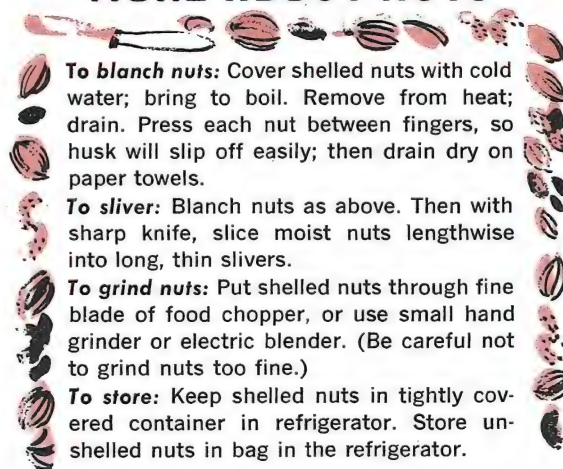 To blanch nuts: Cover shelled nuts with cold
water; bring to boil. Remove from heat;
drain. Press each nut between fingers, so
husk will slip off easily; then drain dry on
paper towels.
To sliver: Blanch nuts as above. Then with
sharp knife, slice moist nuts lengthwise
into long, thin slivers.
To grind nuts: Put shelled nuts through fine
blade of food chopper, or use small hand
grinder or electric blender. (Be careful not
to grind nuts too fine.)
To store: Keep shelled nuts in tightly cov-
ered container in refrigerator. Store un-
shelled nuts in bag in the refrigerator.